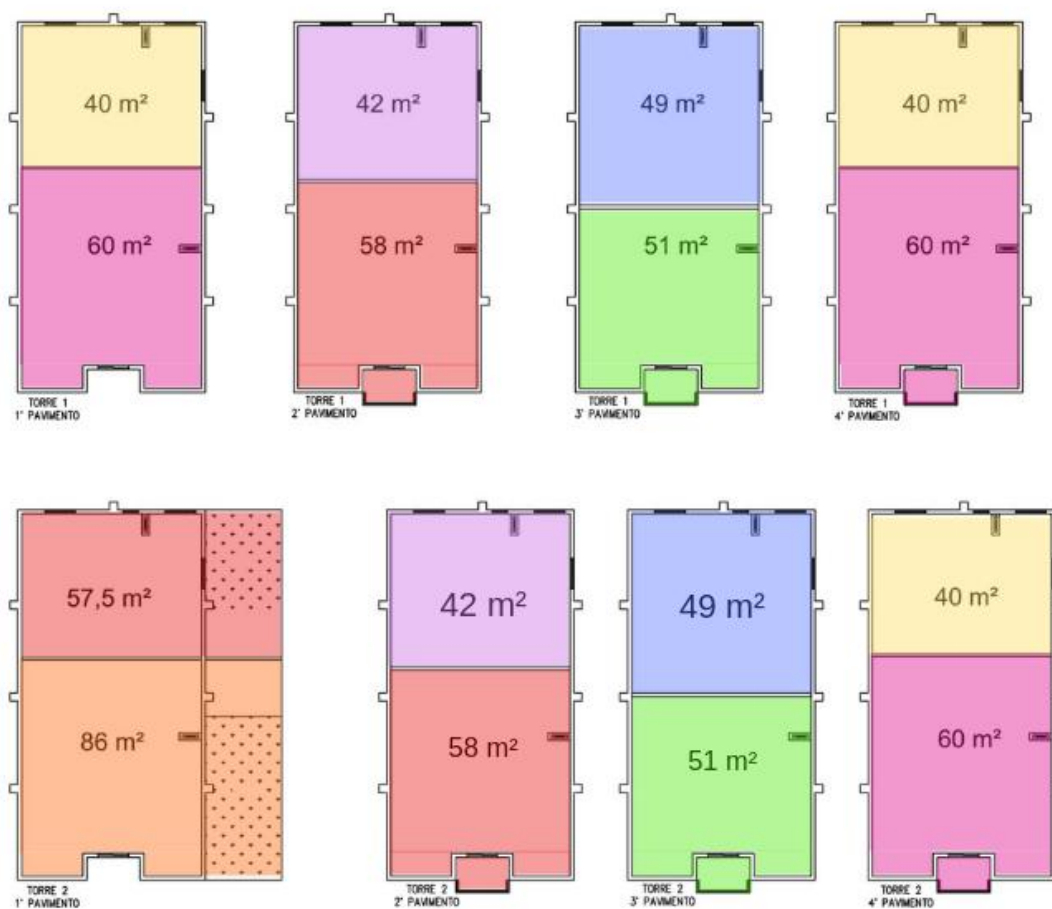 40 m²
60 m²
TORRE 1
1° PAVIMENTO
42 m²
58 m²
TORRE 1
2° PAVIMENTO
49 m²
51 m²
TORRE 1
3° PAVIMENTO
40 m²
60 m²
TORRE 1
4° PAVIMENTO
57,5 m²
86 m²
TORRE 2
1° PAVIMENTO
42 m²
58 m²
TORRE 2
2° PAVIMENTO
49 m²
51 m²
TORRE 2
3° PAVIMENTO
40 m²
60 m²
TORRE 2
4° PAVIMENTO